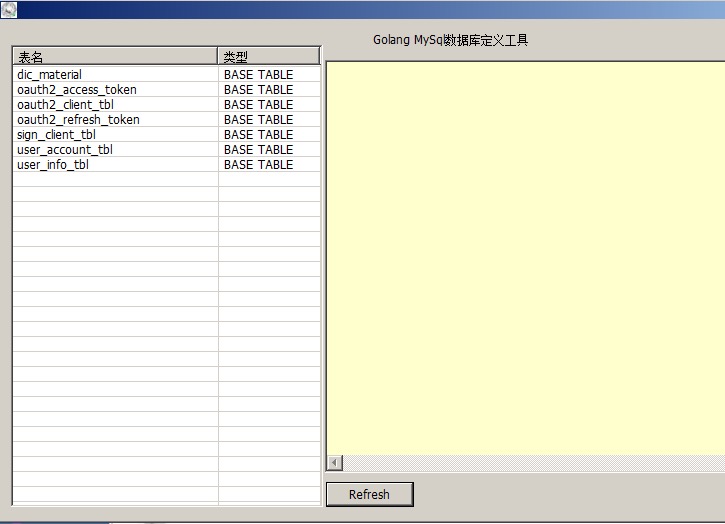 Golang MySql数据库定义工具
表名 类型
dic_material BASE TABLE
oauth2_access_token BASE TABLE
oauth2_client_tbl BASE TABLE
oauth2_refresh_token BASE TABLE
sign_client_tbl BASE TABLE
user_account_tbl BASE TABLE
user_info_tbl BASE TABLE
Refresh